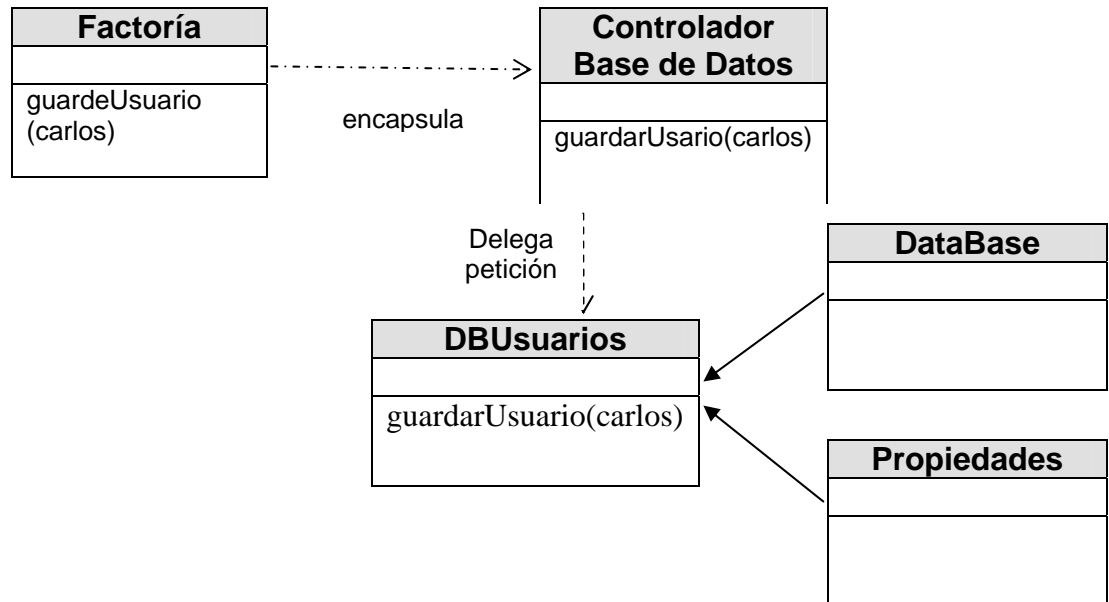 Factoría
guardeUsuario
(carlos)
encapsula
Controlador
Base de Datos
guardarUsario(carlos)
Delega
petición
DBUsuarios
guardarUsuario(carlos)
DataBase
Propiedades